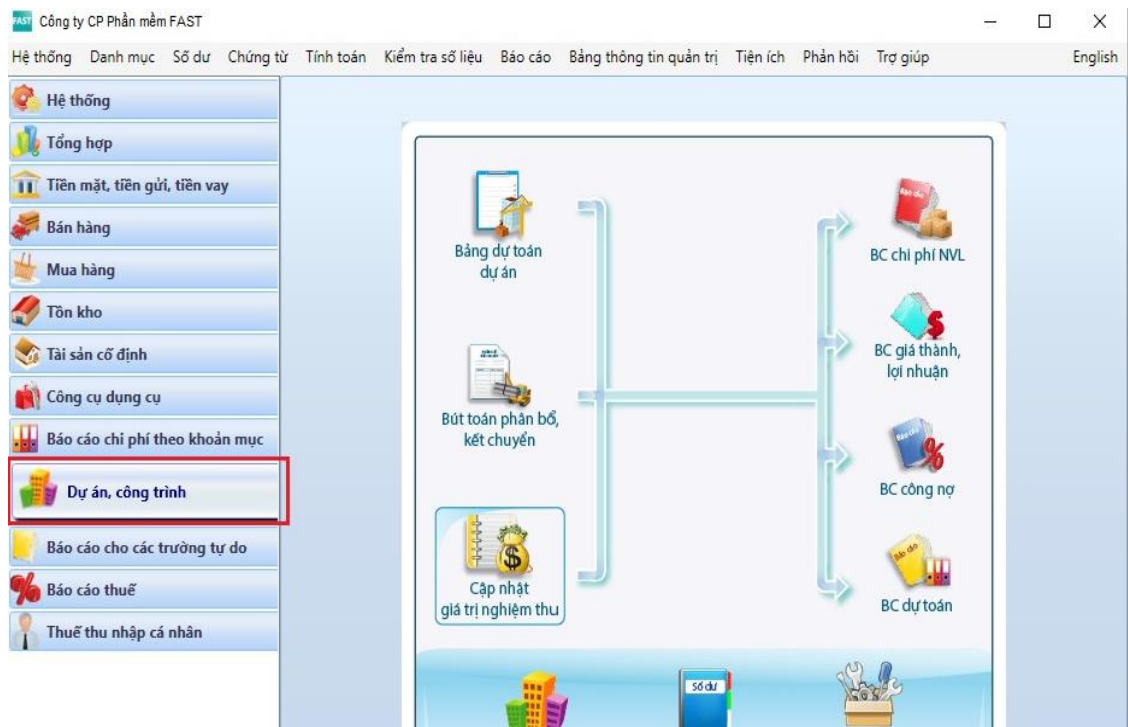 FAST Công ty CP Phần mềm FAST
Hệ thống Danh mục Số dư Chứng từ Tính toán Kiểm tra số liệu Báo cáo Bảng thông tin quản trị Tiện ích Phản hồi Trợ giúp English
Hệ thống
Tổng hợp
Tiền mặt, tiền gửi, tiền vay
Bán hàng
Mua hàng
Tồn kho
Tài sản cố định
Công cụ dụng cụ
Báo cáo chi phí theo khoản mục
Dự án, công trình
Báo cáo cho các trường tự do
Báo cáo thuế
Thuế thu nhập cá nhân
Bảng dự toán
dự án
Bút toán phân bổ,
kết chuyển
Cập nhật
giá trị nghiệm thu
Báo cáo
BC chi phí NVL
BC giá thành,
lợi nhuận
Báo cáo
BC công nợ
Báo cáo
BC dự toán
Số dư